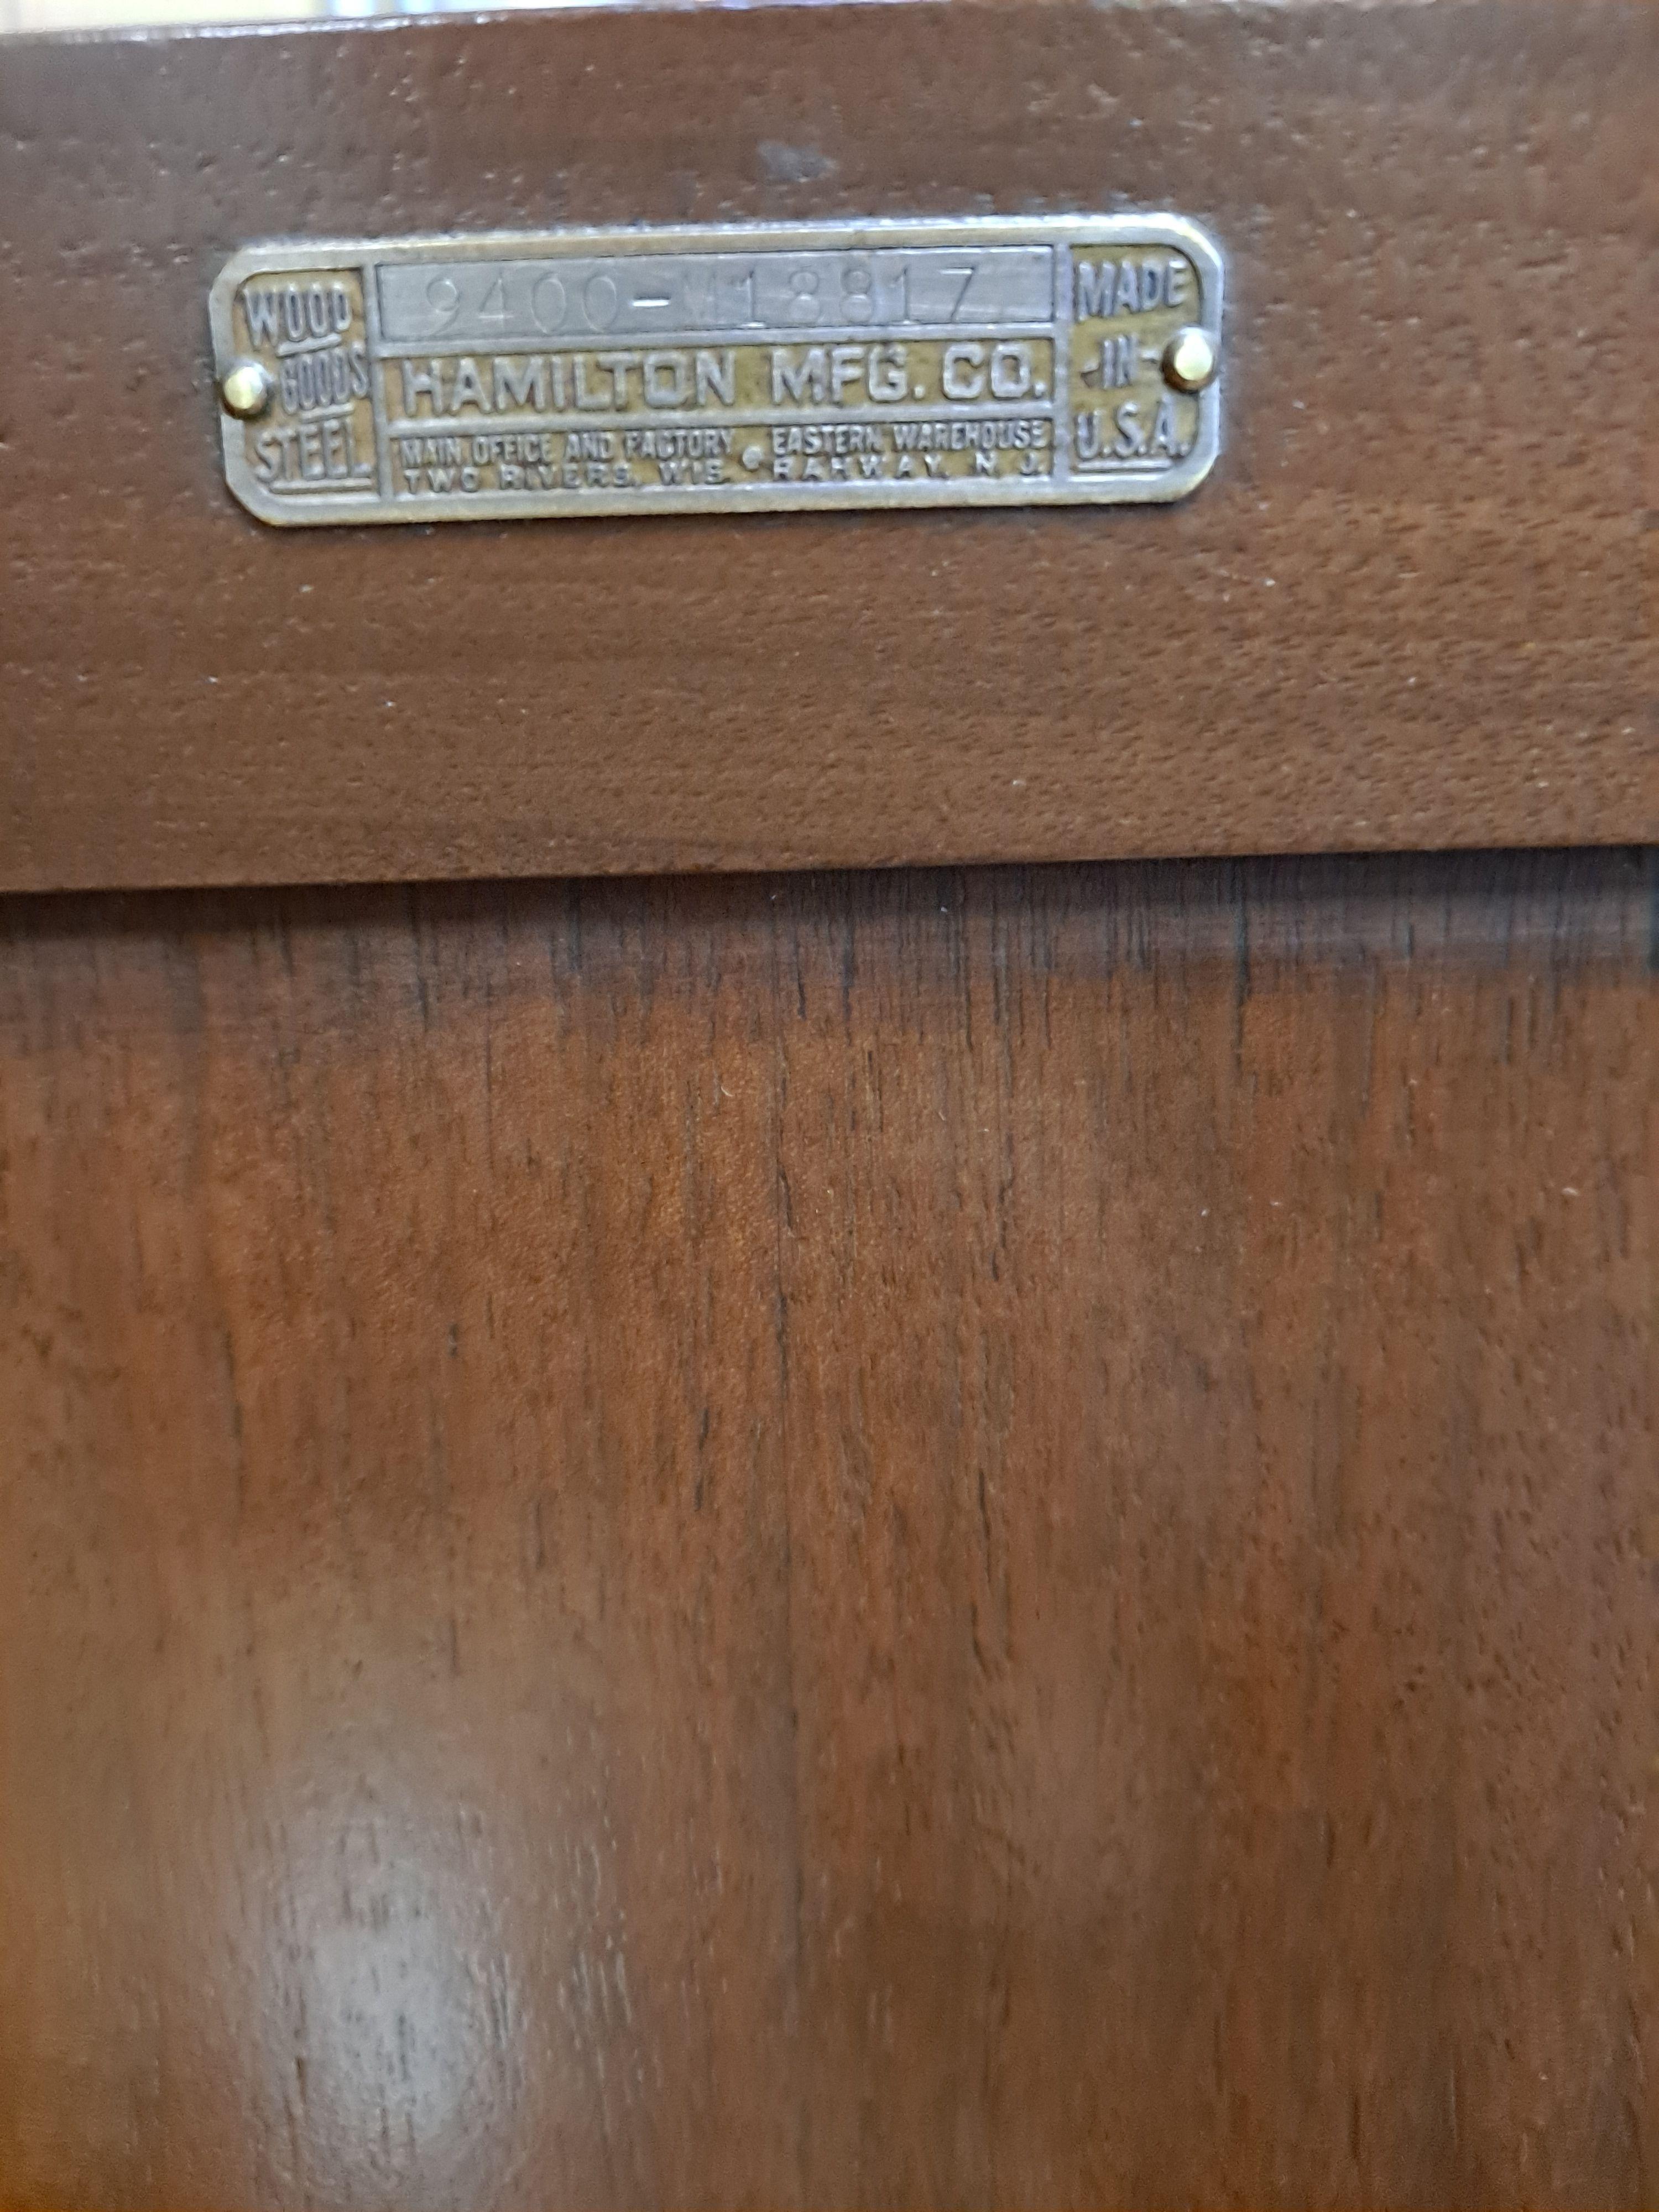 WOOD
GOODS
STEEL
9400-M18817
HAMILTON MFG. CO.
MAIN OFFICE AND FACTORY • EASTERN WAREHOUSE
TWO RIVERS, WIS. RAHWAY, N. J.
MADE
-IN-
U.S.A.